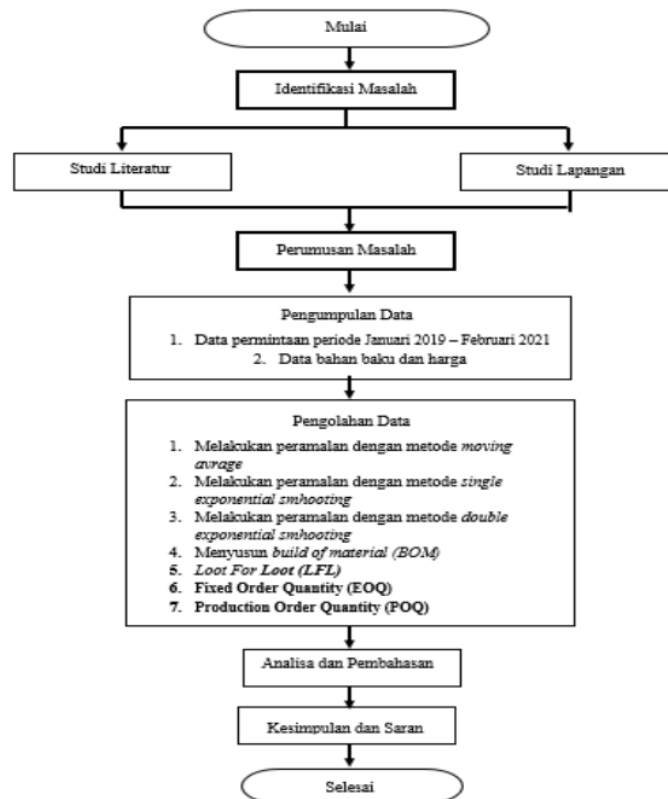 Mulai
Identifikasi Masalah
Studi Literatur
Studi Lapangan
Perumusan Masalah
Pengumpulan Data
1. Data permintaan periode Januari 2019 – Februari 2021
2. Data bahan baku dan harga
Pengolahan Data
1. Melakukan peramalan dengan metode moving
avrage
2. Melakukan peramalan dengan metode single
exponential smhooting
3. Melakukan peramalan dengan metode double
exponential smhooting
4. Menyusun build of material (BOM)
5. Loot For Loot (LFL)
6. Fixed Order Quantity (EOQ)
7. Production Order Quantity (POQ)
Analisa dan Pembahasan
Kesimpulan dan Saran
Selesai